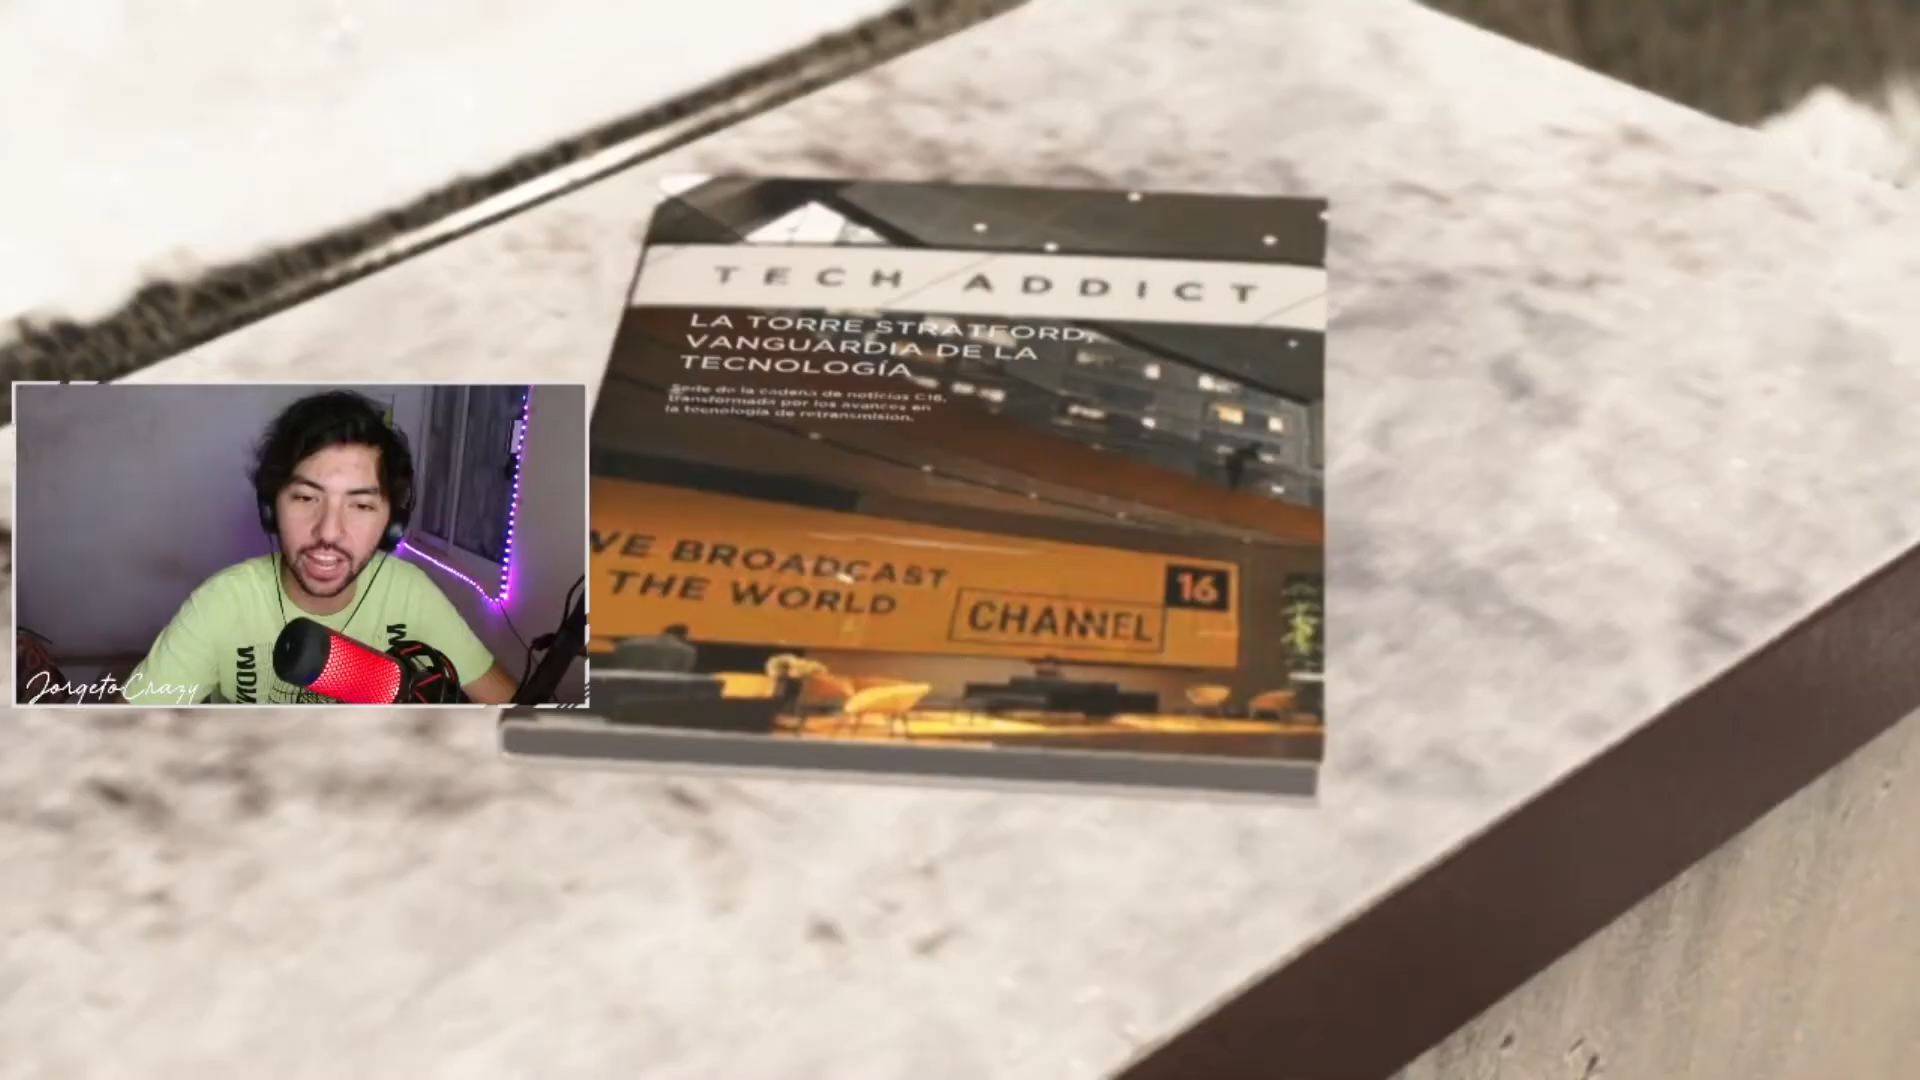 TECH ADDICT
LA TORRE STRATFORD,
VANGUARDIA DE LA
TECNOLOGÍA
Sede de la cadena de noticias C16,
transformada por los avances en
la tecnología de retransmisión.
VE BROADCAST
THE WORLD
CHANNEL
16
JorgetoCrazy